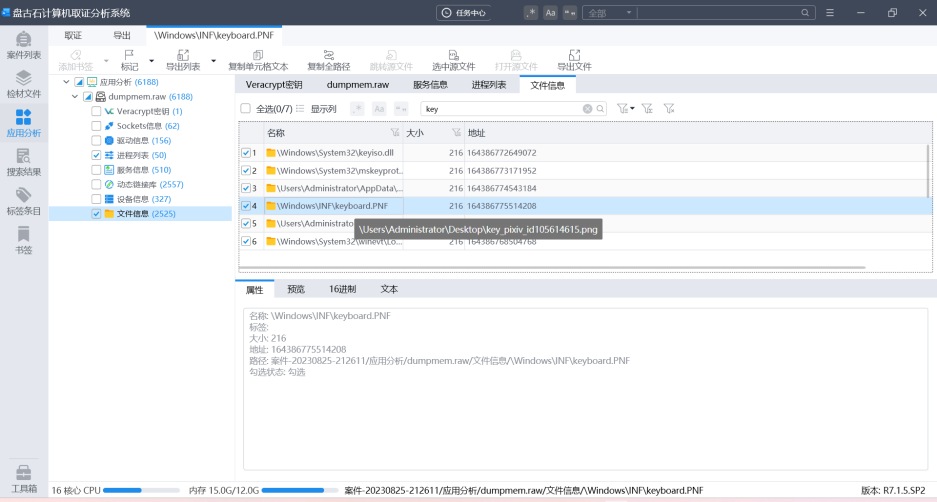 盘古石计算机取证分析系统
任务中心
.*
Aa
全部
取证
导出
\Windows\INF\keyboard.PNF
案件列表
检材文件
应用分析
搜索结果
标签条目
书签
工具箱
添加书签
标记
导出列表
复制单元格文本
复制全路径
跳转源文件
选中源文件
打开源文件
导出文件
应用分析 (6188)
dumpmem.raw (6188)
Veracrypt密钥 (1)
Sockets信息 (62)
驱动信息 (156)
进程列表 (50)
服务信息 (510)
动态链接库 (2557)
设备信息 (327)
文件信息 (2525)
Veracrypt密钥
dumpmem.raw
服务信息
进程列表
文件信息
全选(0/7)
显示列
.*
Aa
key
名称
大小
地址
1 \Windows\System32\keyiso.dll 216 164386772649072
2 \Windows\System32\mskeyprot... 216 164386773171952
3 \Users\Administrator\AppData\... 216 164386774543184
4 \Windows\INF\keyboard.PNF 216 164386775514208
5 \Users\Administrator
\Users\Administrator\Desktop\key_pixiv_id105614615.png
6 \Windows\System32\winevt\Lo... 216 164386768504768
属性
预览
16进制
文本
名称: \Windows\INF\keyboard.PNF
标签:
大小: 216
地址: 164386775514208
路径: 案件-20230825-212611/应用分析/dumpmem.raw/文件信息/\Windows\INF\keyboard.PNF
勾选状态: 勾选
16 核心 CPU
内存 15.0G/12.0G
案件-20230825-212611/应用分析/dumpmem.raw/文件信息/\Windows\INF\keyboard.PNF
版本: R7.1.5.SP2